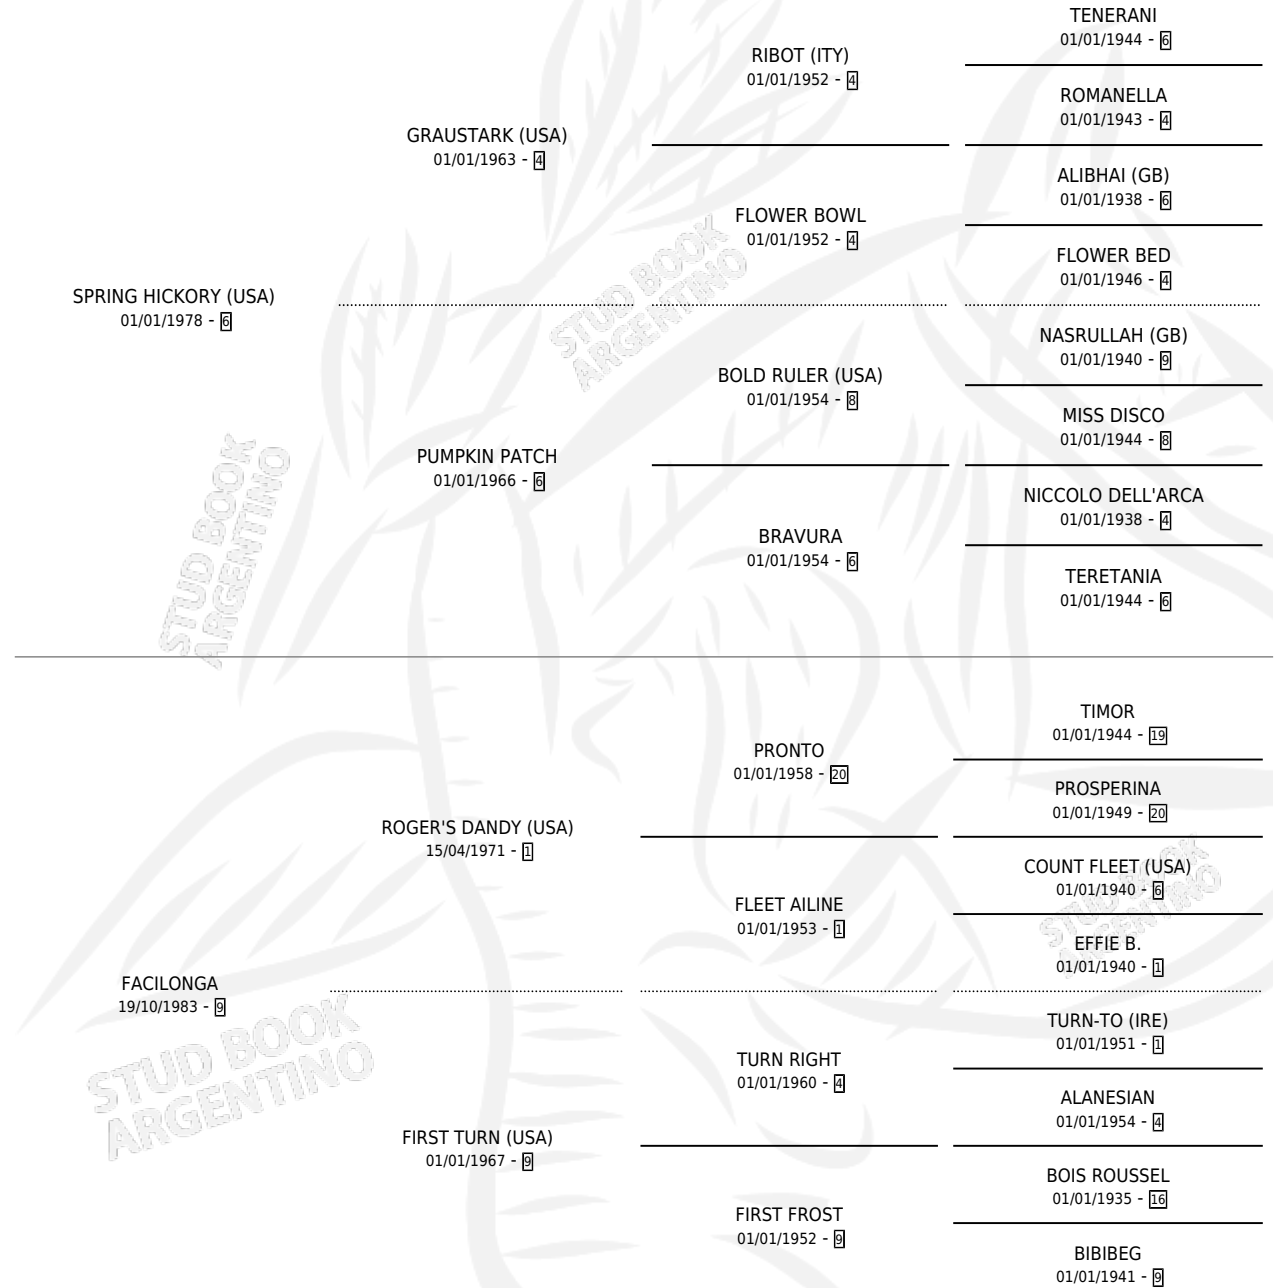 TENERANI
01/01/1944 - 6
RIBOT (ITY)
01/01/1952 - 4
ROMANELLA
01/01/1943 - 4
GRAUSTARK (USA)
01/01/1963 - 4
ALIBHAI (GB)
01/01/1938 - 6
FLOWER BOWL
01/01/1952 - 4
FLOWER BED
01/01/1946 - 4
SPRING HICKORY (USA)
01/01/1978 - 6
STUD BOOK
ARGENTINO
NASRULLAH (GB)
01/01/1940 - 9
BOLD RULER (USA)
01/01/1954 - 8
MISS DISCO
01/01/1944 - 8
PUMPKIN PATCH
01/01/1966 - 6
NICCOLO DELL'ARCA
01/01/1938 - 4
BRAVURA
01/01/1954 - 6
TERETANIA
01/01/1944 - 6
STUD BOOK
ARGENTINO
TIMOR
01/01/1944 - 19
PRONTO
01/01/1958 - 20
PROSPERINA
01/01/1949 - 20
ROGER'S DANDY (USA)
15/04/1971 - 1
COUNT FLEET (USA)
01/01/1940 - 6
STUD BOOK
ARGENTINO
FLEET AILINE
01/01/1953 - 1
EFFIE B.
01/01/1940 - 1
FACILONGA
19/10/1983 - 9
STUD BOOK
ARGENTINO
TURN-TO (IRE)
01/01/1951 - 1
TURN RIGHT
01/01/1960 - 4
ALANESIAN
01/01/1954 - 4
FIRST TURN (USA)
01/01/1967 - 9
BOIS ROUSSEL
01/01/1935 - 16
FIRST FROST
01/01/1952 - 9
BIBIBEG
01/01/1941 - 9